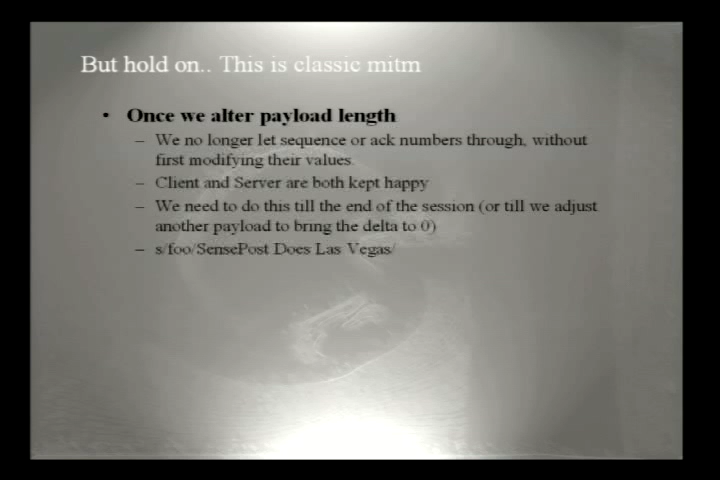 But hold on.. This is classic mitm
• Once we alter payload length
– We no longer let sequence or ack numbers through, without
first modifying their values.
– Client and Server are both kept happy
– We need to do this till the end of the session (or till we adjust
another payload to bring the delta to 0)
– s/foo/SensePost Does Las Vegas/